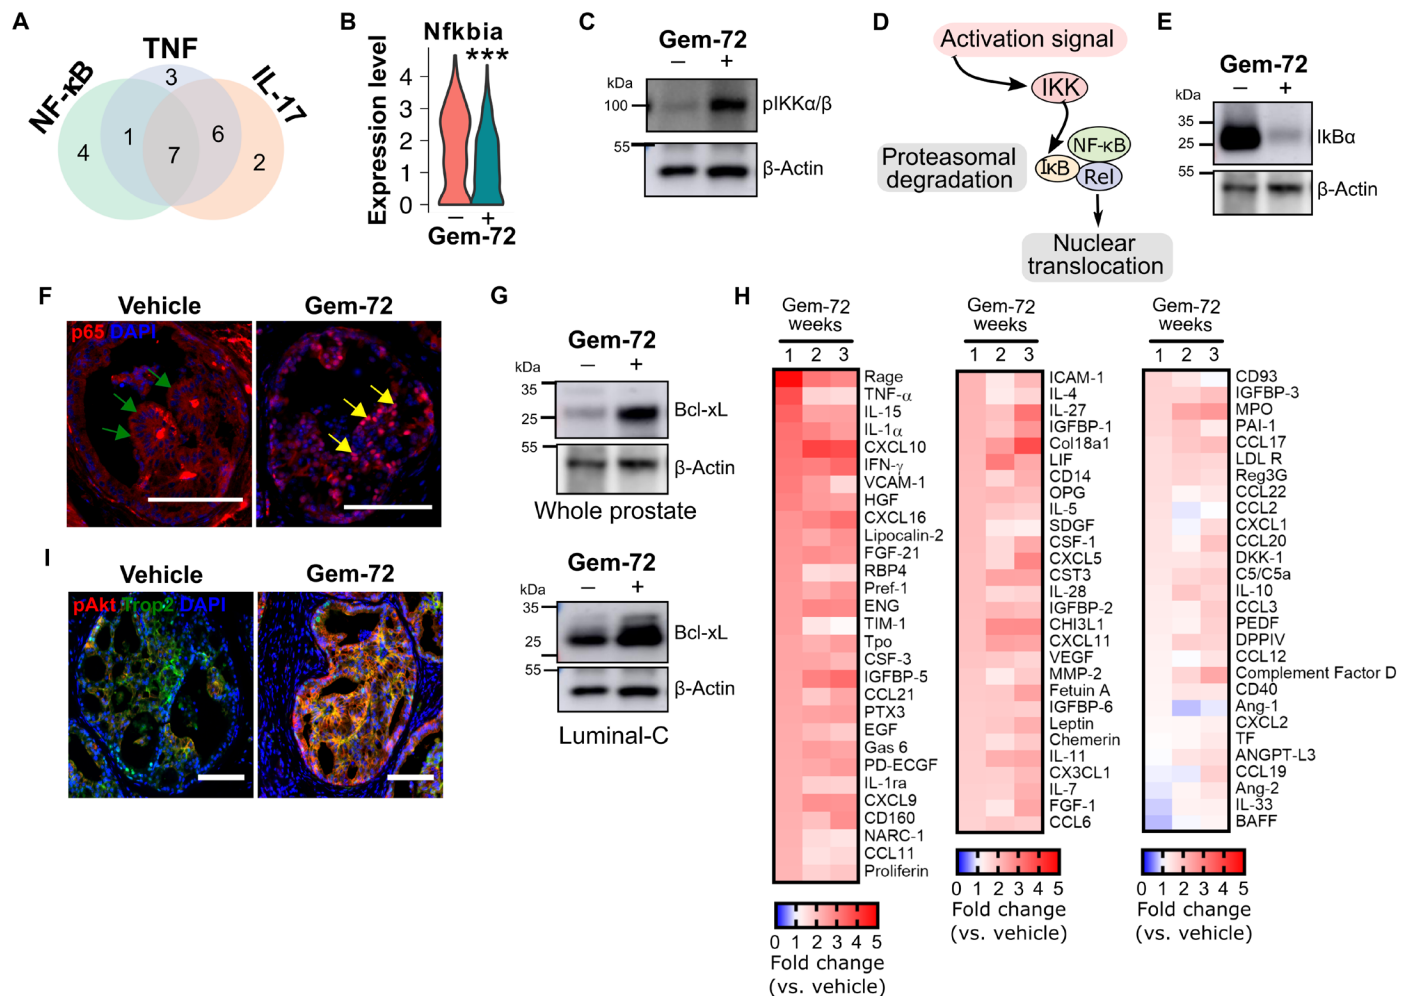 A
NF-κB
TNF
IL-17
3
1
6
4
7
2
B
Nfkbia
***
Expression level
4
3
2
1
0
− +
Gem-72
C
Gem-72
− +
kDa
100
pIKKα/β
55
β-Actin
D
Activation signal
IKK
NF-κB
IκB
Rel
Proteasomal
degradation
Nuclear
translocation
E
Gem-72
− +
kDa
35
25
IkBα
55
β-Actin
F
Vehicle
Gem-72
p65 DAPI
G
Gem-72
− +
kDa
35
25
Bcl-xL
55
β-Actin
Whole prostate
Gem-72
− +
kDa
35
25
Bcl-xL
55
β-Actin
Luminal-C
H
Gem-72
weeks
1 2 3
Rage
TNF-α
IL-15
IL-1α
CXCL10
IFN-γ
VCAM-1
HGF
CXCL16
Lipocalin-2
FGF-21
RBP4
Pref-1
ENG
TIM-1
Tpo
CSF-3
IGFBP-5
CCL21
PTX3
EGF
Gas 6
PD-ECGF
IL-1ra
CXCL9
CD160
NARC-1
CCL11
Proliferin
0 1 2 3 4 5
Fold change
(vs. vehicle)
Gem-72
weeks
1 2 3
ICAM-1
IL-4
IL-27
IGFBP-1
Col18a1
LIF
CD14
OPG
IL-5
SDGF
CSF-1
CXCL5
CST3
IL-28
IGFBP-2
CHI3L1
CXCL11
VEGF
MMP-2
Fetuin A
IGFBP-6
Leptin
Chemerin
IL-11
CX3CL1
IL-7
FGF-1
CCL6
0 1 2 3 4 5
Fold change
(vs. vehicle)
Gem-72
weeks
1 2 3
CD93
IGFBP-3
MPO
PAI-1
CCL17
LDL R
Reg3G
CCL22
CCL2
CXCL1
CCL20
DKK-1
C5/C5a
IL-10
CCL3
PEDF
DPPIV
CCL12
Complement Factor D
CD40
Ang-1
CXCL2
TF
ANGPT-L3
CCL19
Ang-2
IL-33
BAFF
0 1 2 3 4 5
Fold change
(vs. vehicle)
I
Vehicle
Gem-72
pAkt Trop2 DAPI